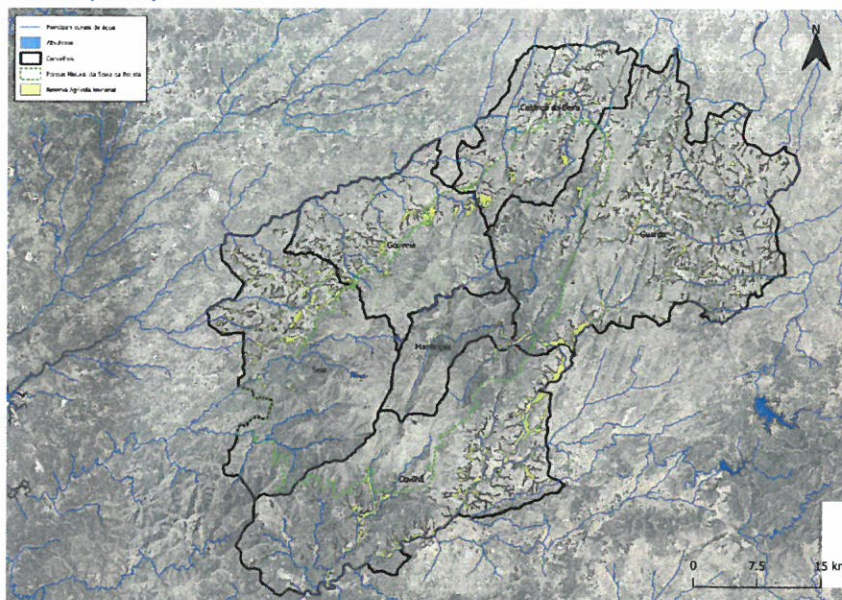 Principais cursos de água
Albufeiras
Concelhos
Parque Natural da Serra da Estrela
Reserva Agrícola Nacional
N
Celorico da Beira
Guarda
Gouveia
Manteigas
Seia
Covilhã
0 7.5 15 km